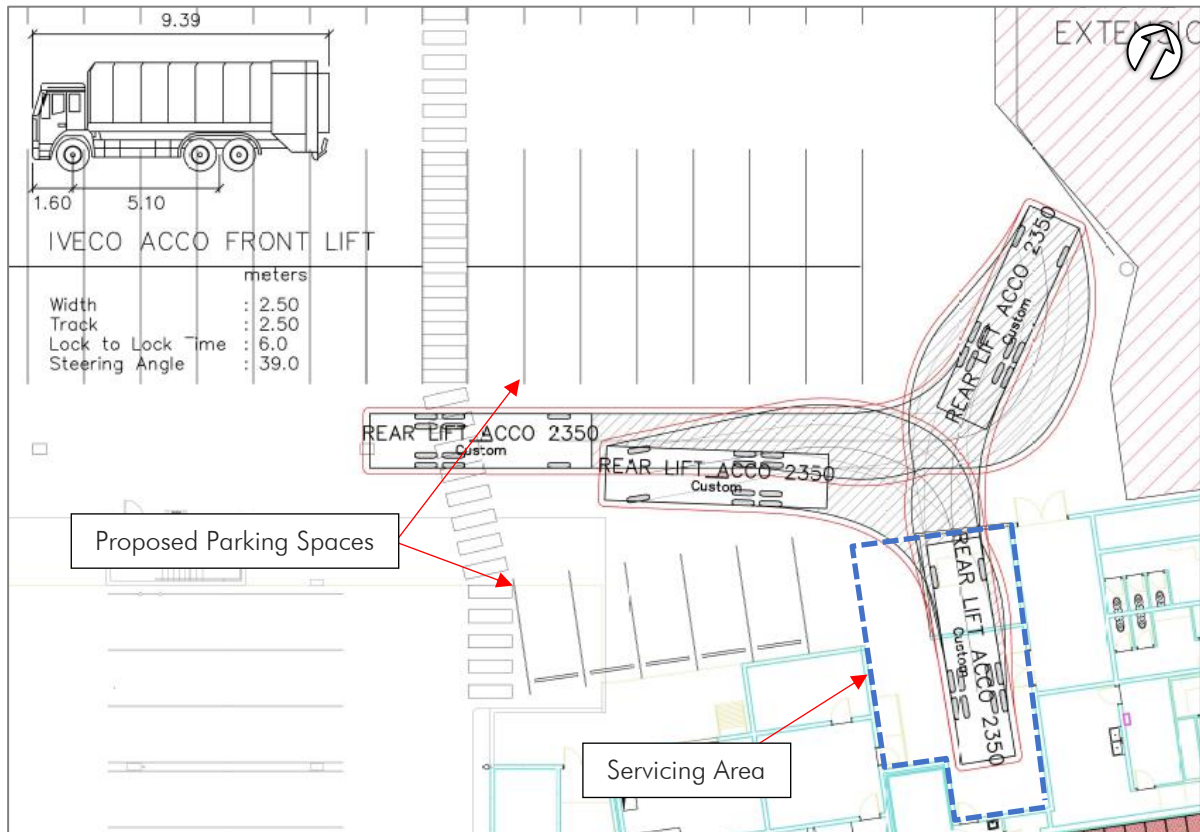 9.39
EXTENSIO
1.60
5.10
IVECO ACCO FRONT LIFT
meters
Width : 2.50
Track : 2.50
Lock to Lock Time : 6.0
Steering Angle : 39.0
REAR LIFT ACCO 2350
Custom
REAR LIFT ACCO 2350
Custom
REAR LIFT ACCO 2350
Custom
REAR LIFT ACCO 2350
Custom
Proposed Parking Spaces
Servicing Area